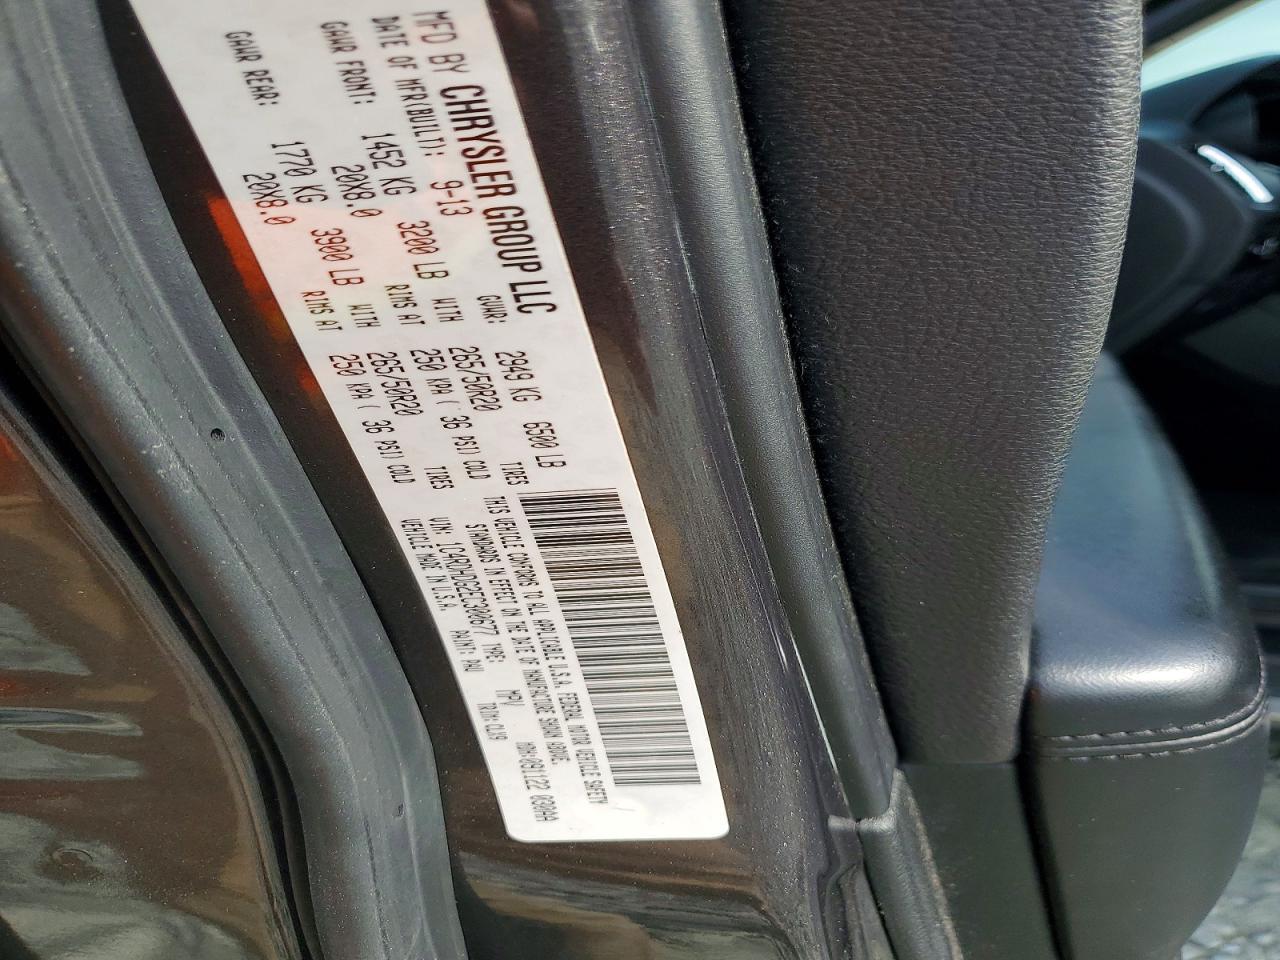 MFD BY CHRYSLER GROUP LLC
DATE OF MFR(BUILT): 9-13 GVWR: 2949 KG 6500 LB
GAWR FRONT: 1452 KG 3200 LB WITH 265/50R20 TIRES
20X8.0 RIMS AT 250 KPA( 36 PSI) COLD
GAWR REAR: 1770 KG 3900 LB WITH 265/50R20 TIRES
20X8.0 RIMS AT 250 KPA( 36 PSI) COLD
THIS VEHICLE CONFORMS TO ALL APPLICABLE U.S.A. FEDERAL MOTOR VEHICLE SAFETY
STANDARDS IN EFFECT ON THE DATE OF MANUFACTURE SHOWN ABOVE.
VIN: 1C4RDHDG2EC300677 TYPE: MPV
VEHICLE MADE IN U.S.A. PAINT: PAU